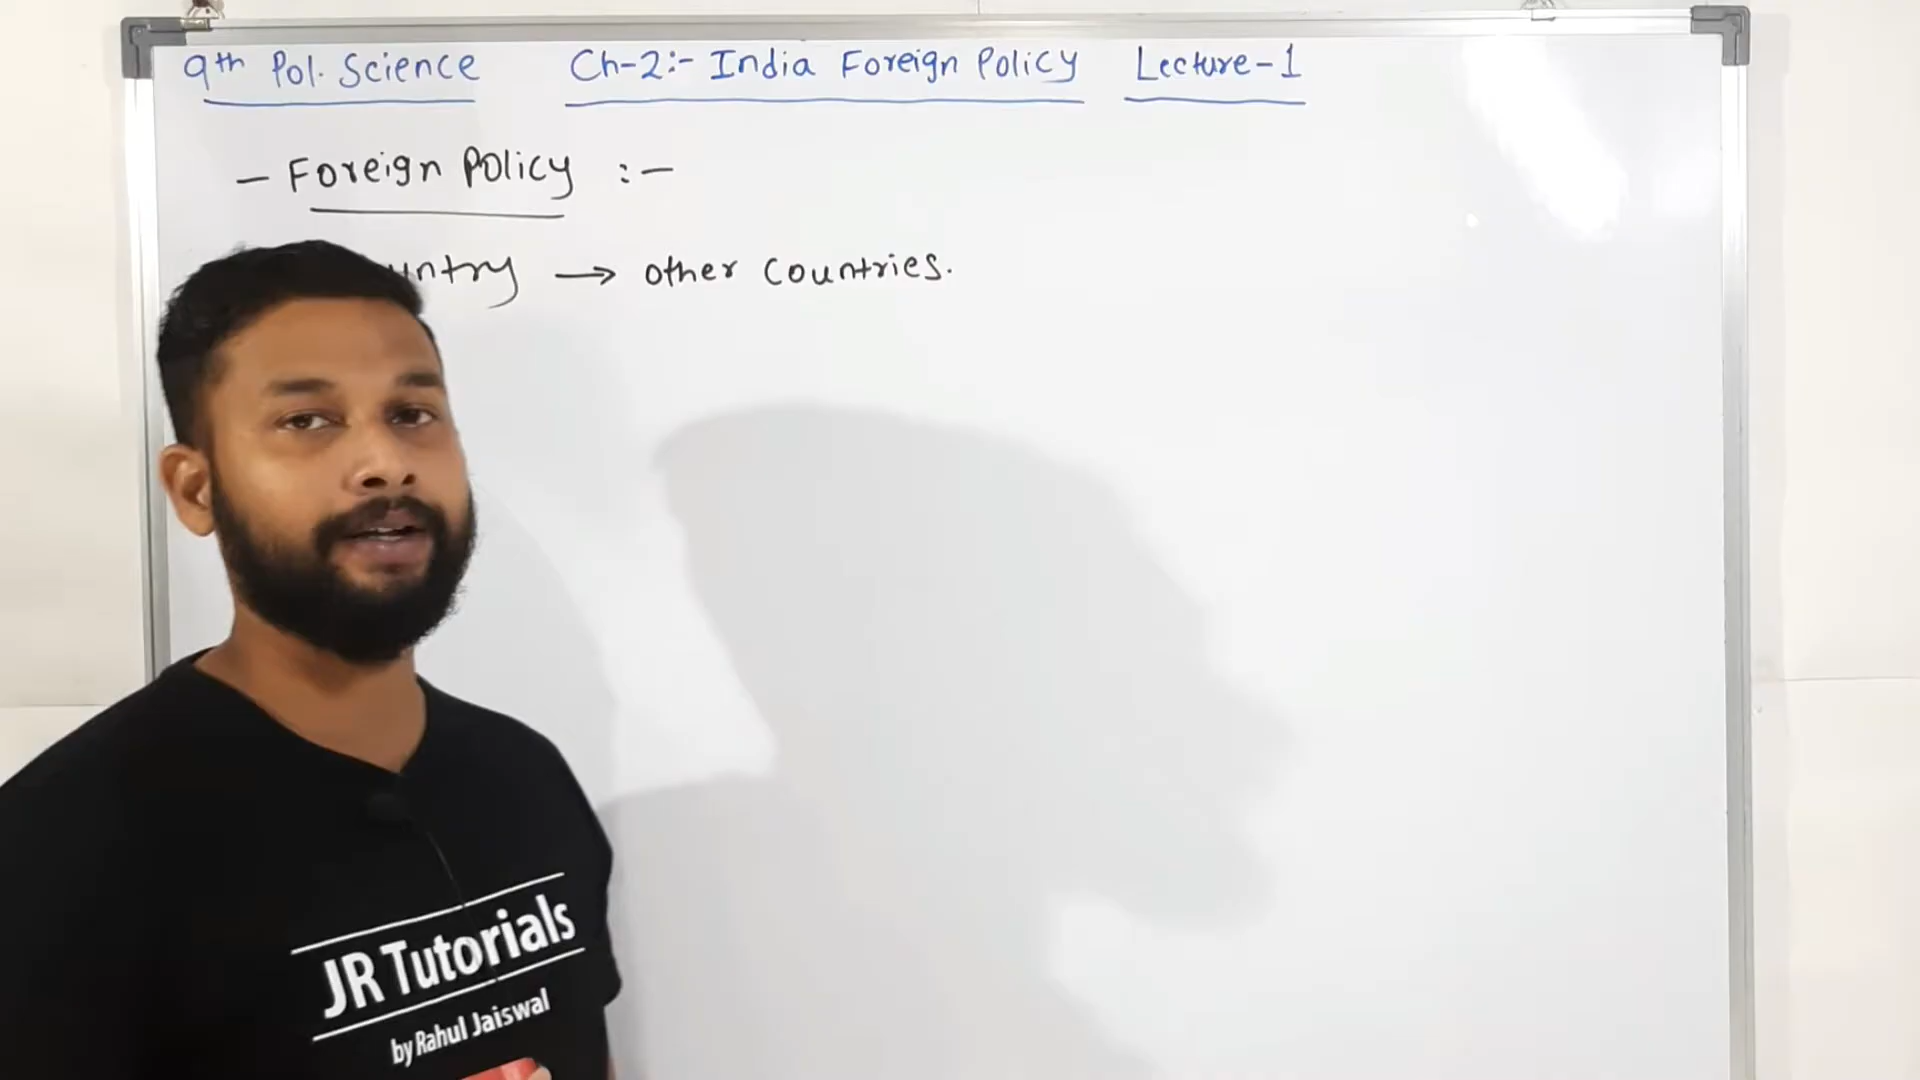 9th Pol. Science Ch-2:- India Foreign Policy Lecture-1
- Foreign Policy :-
→ other countries.
JR Tutorials
by Rahul Jaiswal